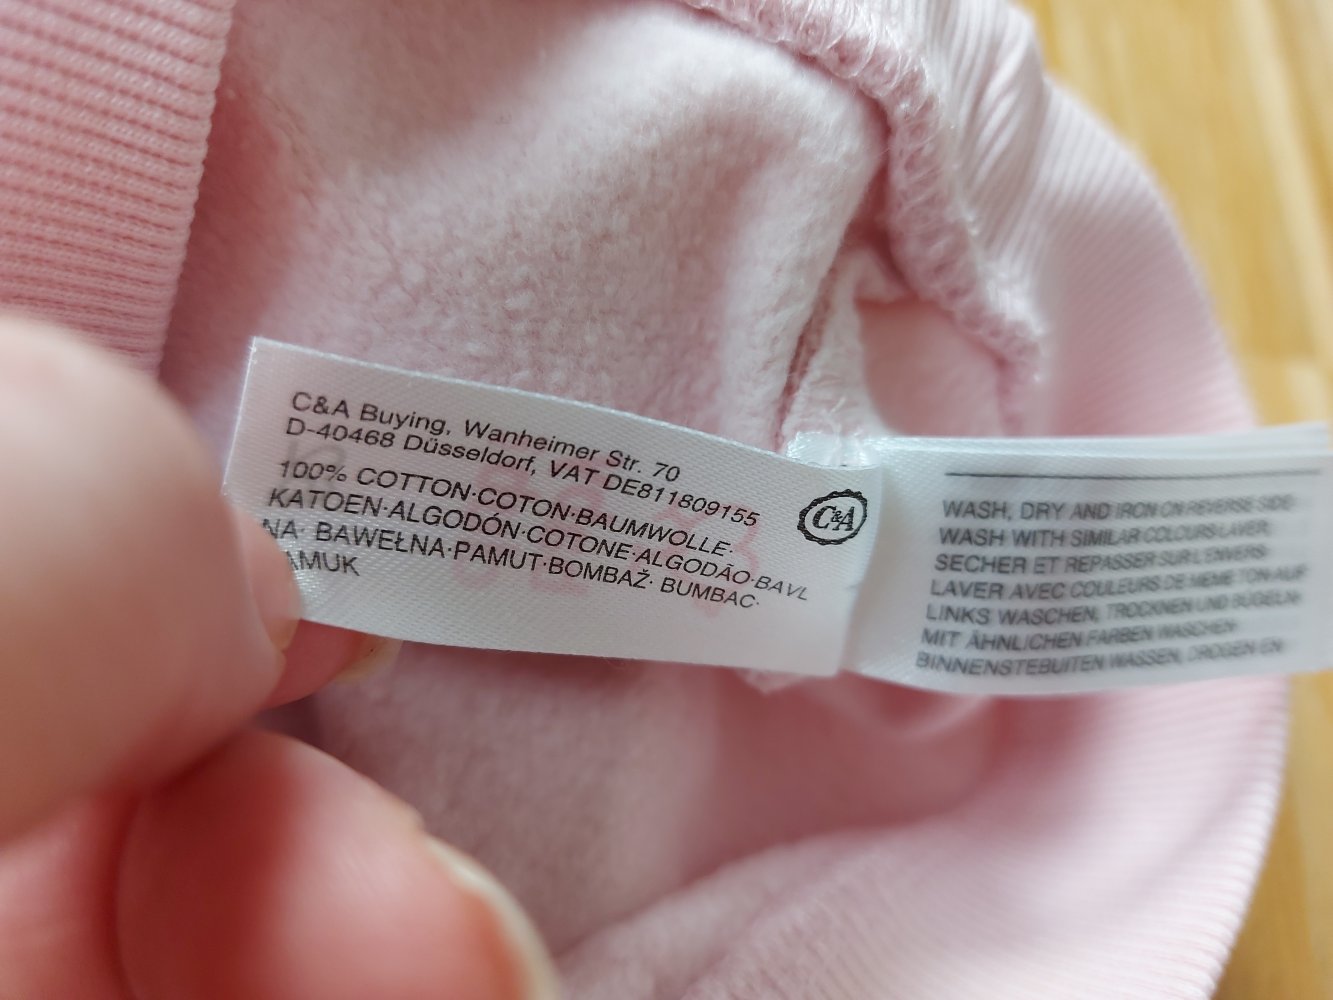 C&A Buying, Wanheimer Str. 70
D-40468 Düsseldorf, VAT DE811809155
100% COTTON·COTON·BAUMWOLLE·
KATOEN·ALGODÓN·COTONE·ALGODÃO·BAVL
NA· BAWEŁNA·PAMUT·BOMBAŽ· BUMBAC·
AMUK
C&A
WASH, DRY AND IRON ON REVERSE SIDE·
WASH WITH SIMILAR COLOURS·LAVER·
SECHER ET REPASSER SUR L'ENVERS·
LAVER AVEC COULEURS DE MEME TON·AUF
LINKS WASCHEN, TROCKNEN UND BÜGELN·
MIT ÄHNLICHEN FARBEN WASCHEN·
BINNENSTEBUITEN WASSEN, DROGEN EN